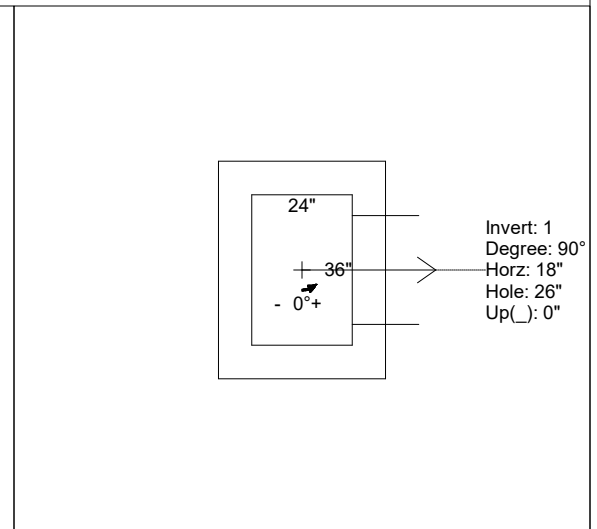 24"
36"
- 0°+
Invert: 1
Degree: 90°
Horz: 18"
Hole: 26"
Up(_): 0"